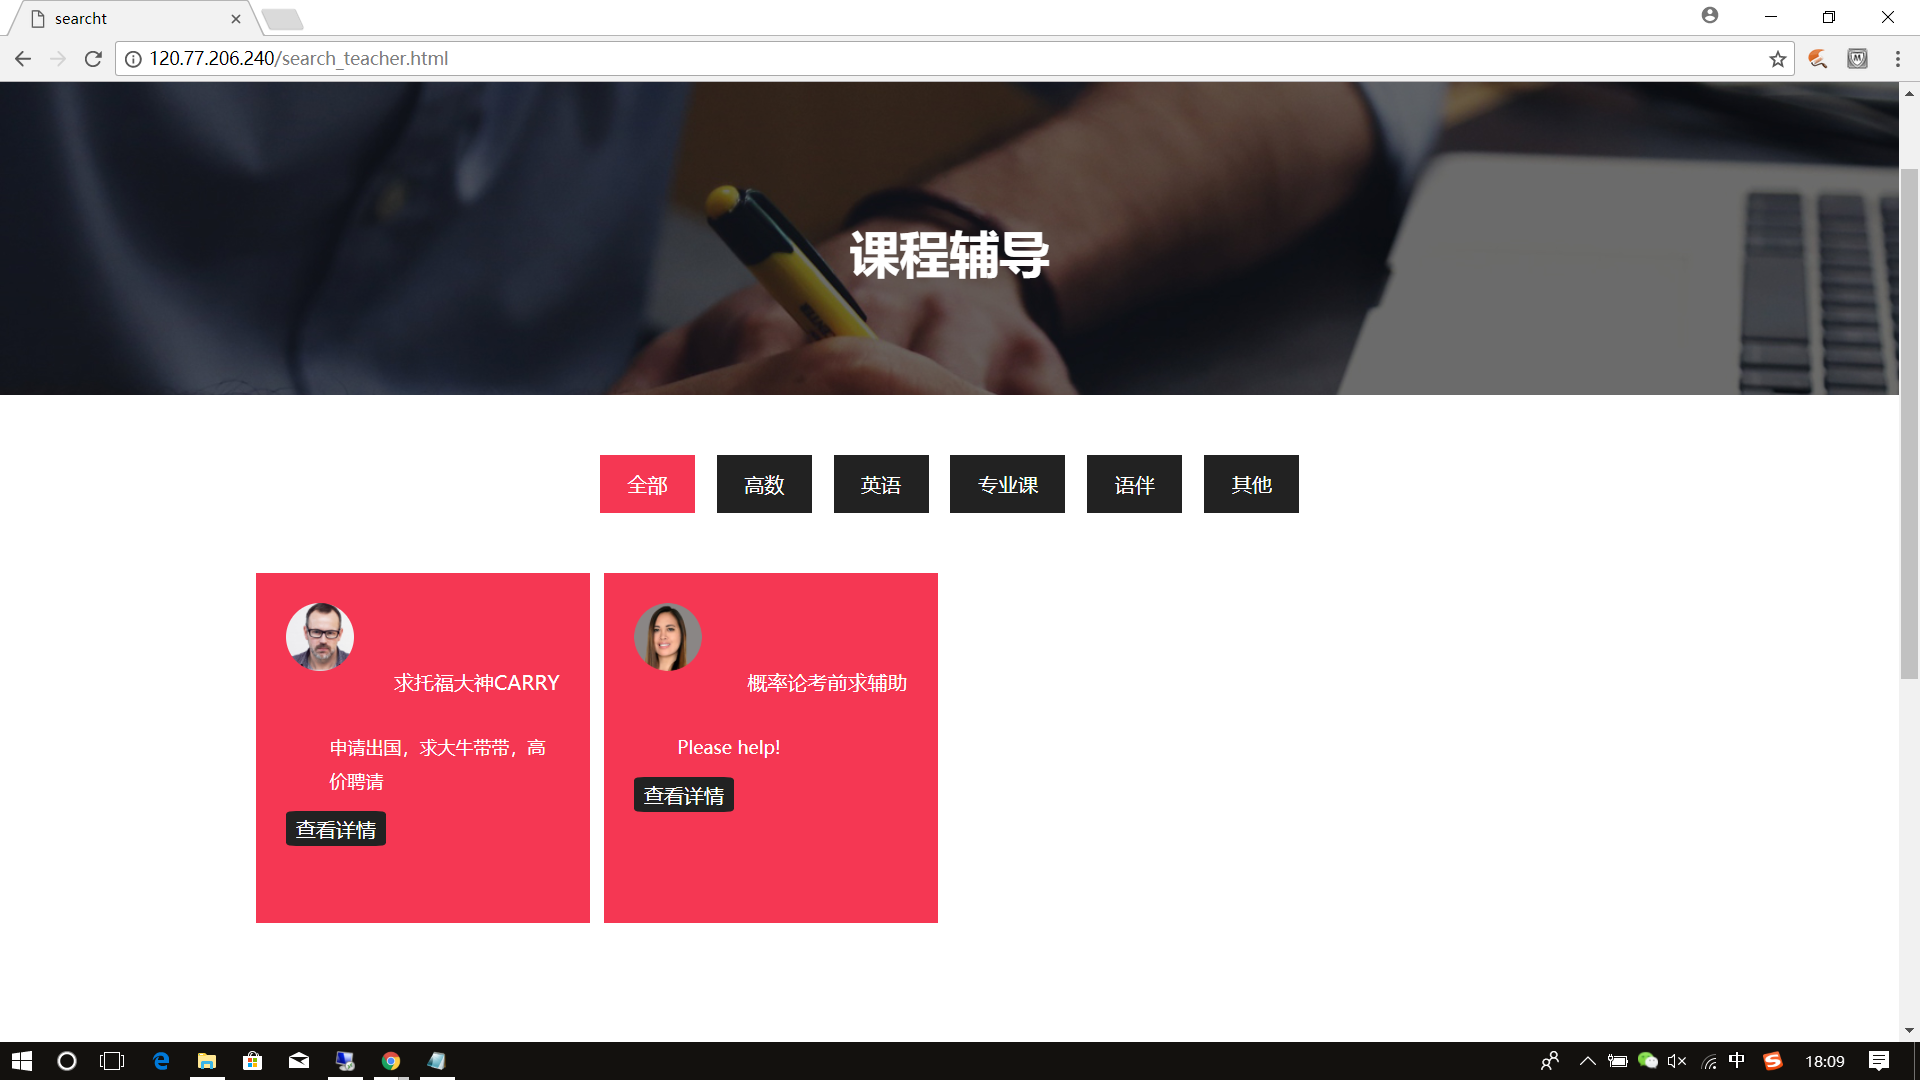 searcht
120.77.206.240/search_teacher.html
课程辅导
全部
高数
英语
专业课
语伴
其他
求托福大神CARRY
申请出国，求大牛带带，高
价聘请
查看详情
概率论考前求辅助
Please help!
查看详情
中
18:09